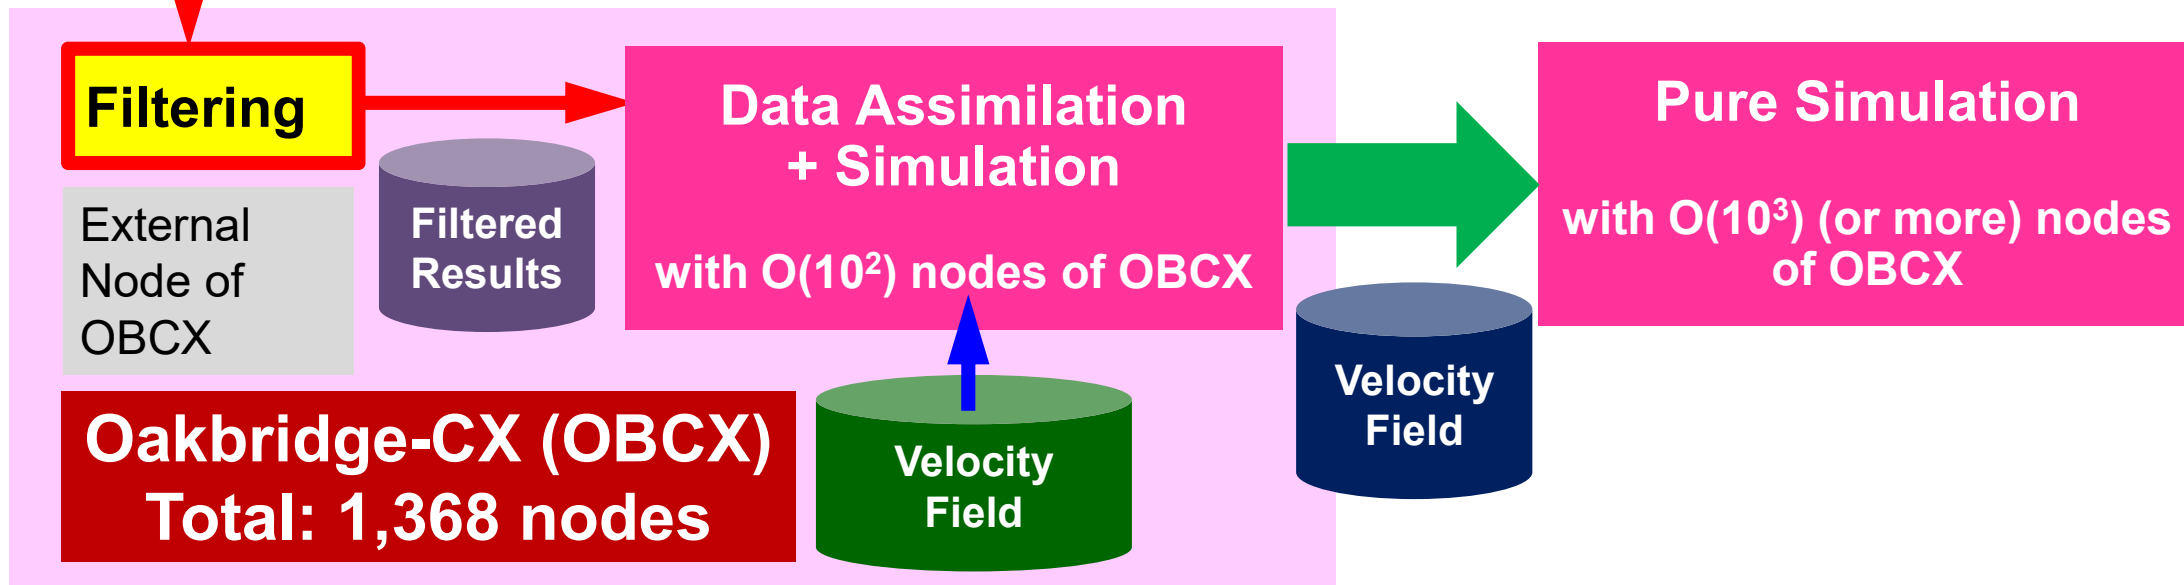 Filtering
External
Node of
OBCX
Filtered
Results
Data Assimilation
+ Simulation
with O(10²) nodes of OBCX
Pure Simulation
with O(10³) (or more) nodes
of OBCX
Velocity
Field
Oakbridge-CX (OBCX)
Total: 1,368 nodes
Velocity
Field